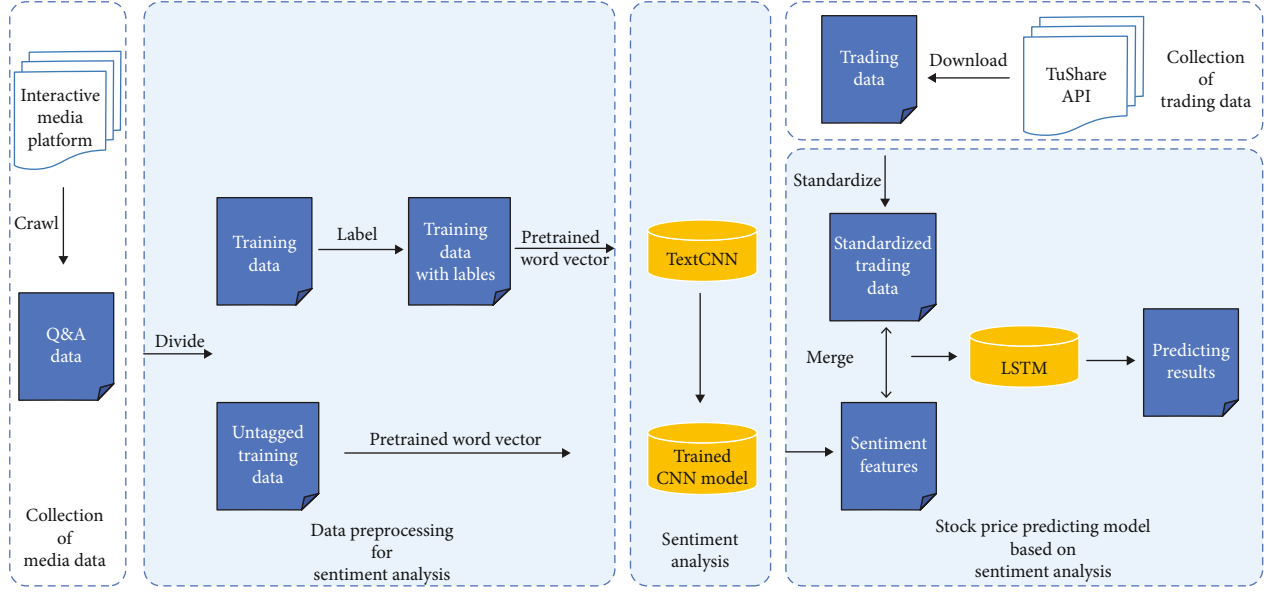 Interactive
media
platform
Crawl
Q&A
data
Collection
of
media data
Divide
Training
data
Label
Training
data
with lables
Pretrained
word vector
Untagged
training
data
Pretrained word vector
Data preprocessing
for
sentiment analysis
TextCNN
Trained
CNN model
Sentiment
analysis
Trading
data
Download
TuShare
API
Collection
of
trading data
Standardize
Standardized
trading
data
Merge
LSTM
Predicting
results
Sentiment
features
Stock price predicting model
based on
sentiment analysis